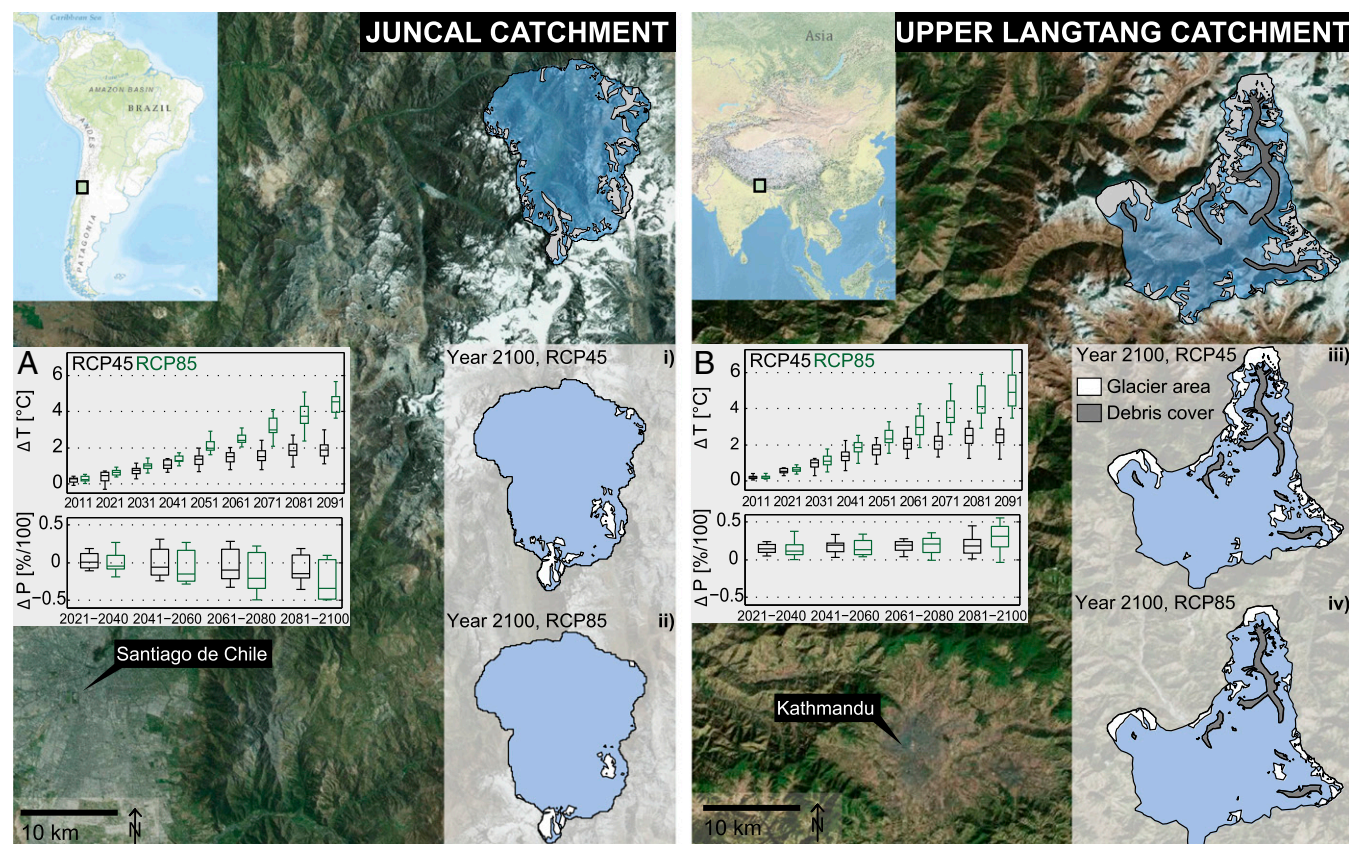 Caribbean Sea
AMAZON BASIN
BRAZIL
ANDES
PATAGONIA
JUNCAL CATCHMENT
A
RCP45 RCP85
ΔT [°C]
6
4
2
0
2011 2021 2031 2041 2051 2061 2071 2081 2091
ΔP [%/100]
0.5
0
−0.5
2021−2040 2041−2060 2061−2080 2081−2100
Year 2100, RCP45 i)
Year 2100, RCP85 ii)
Santiago de Chile
10 km
N
Asia
UPPER LANGTANG CATCHMENT
B
RCP45 RCP85
ΔT [°C]
6
4
2
0
2011 2021 2031 2041 2051 2061 2071 2081 2091
ΔP [%/100]
0.5
0
−0.5
2021−2040 2041−2060 2061−2080 2081−2100
Year 2100, RCP45 iii)
Glacier area
Debris cover
Year 2100, RCP85 iv)
Kathmandu
10 km
N